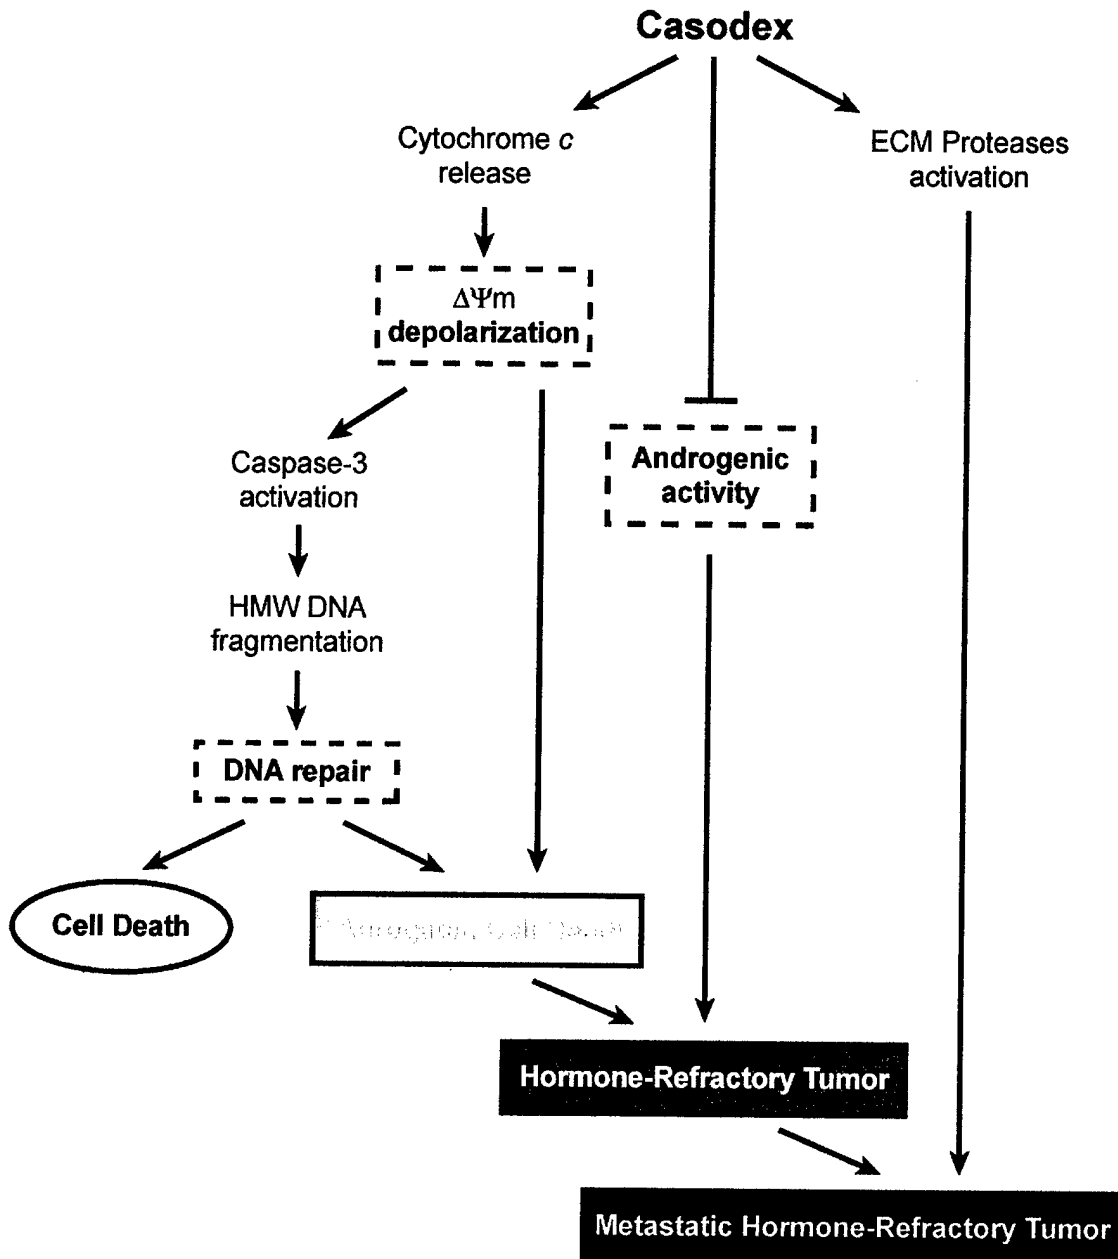 Casodex
Cytochrome c
release
ECM Proteases
activation
ΔΨm
depolarization
Androgenic
activity
Caspase-3
activation
HMW DNA
fragmentation
DNA repair
Cell Death
Hormone-Refractory Tumor
Metastatic Hormone-Refractory Tumor